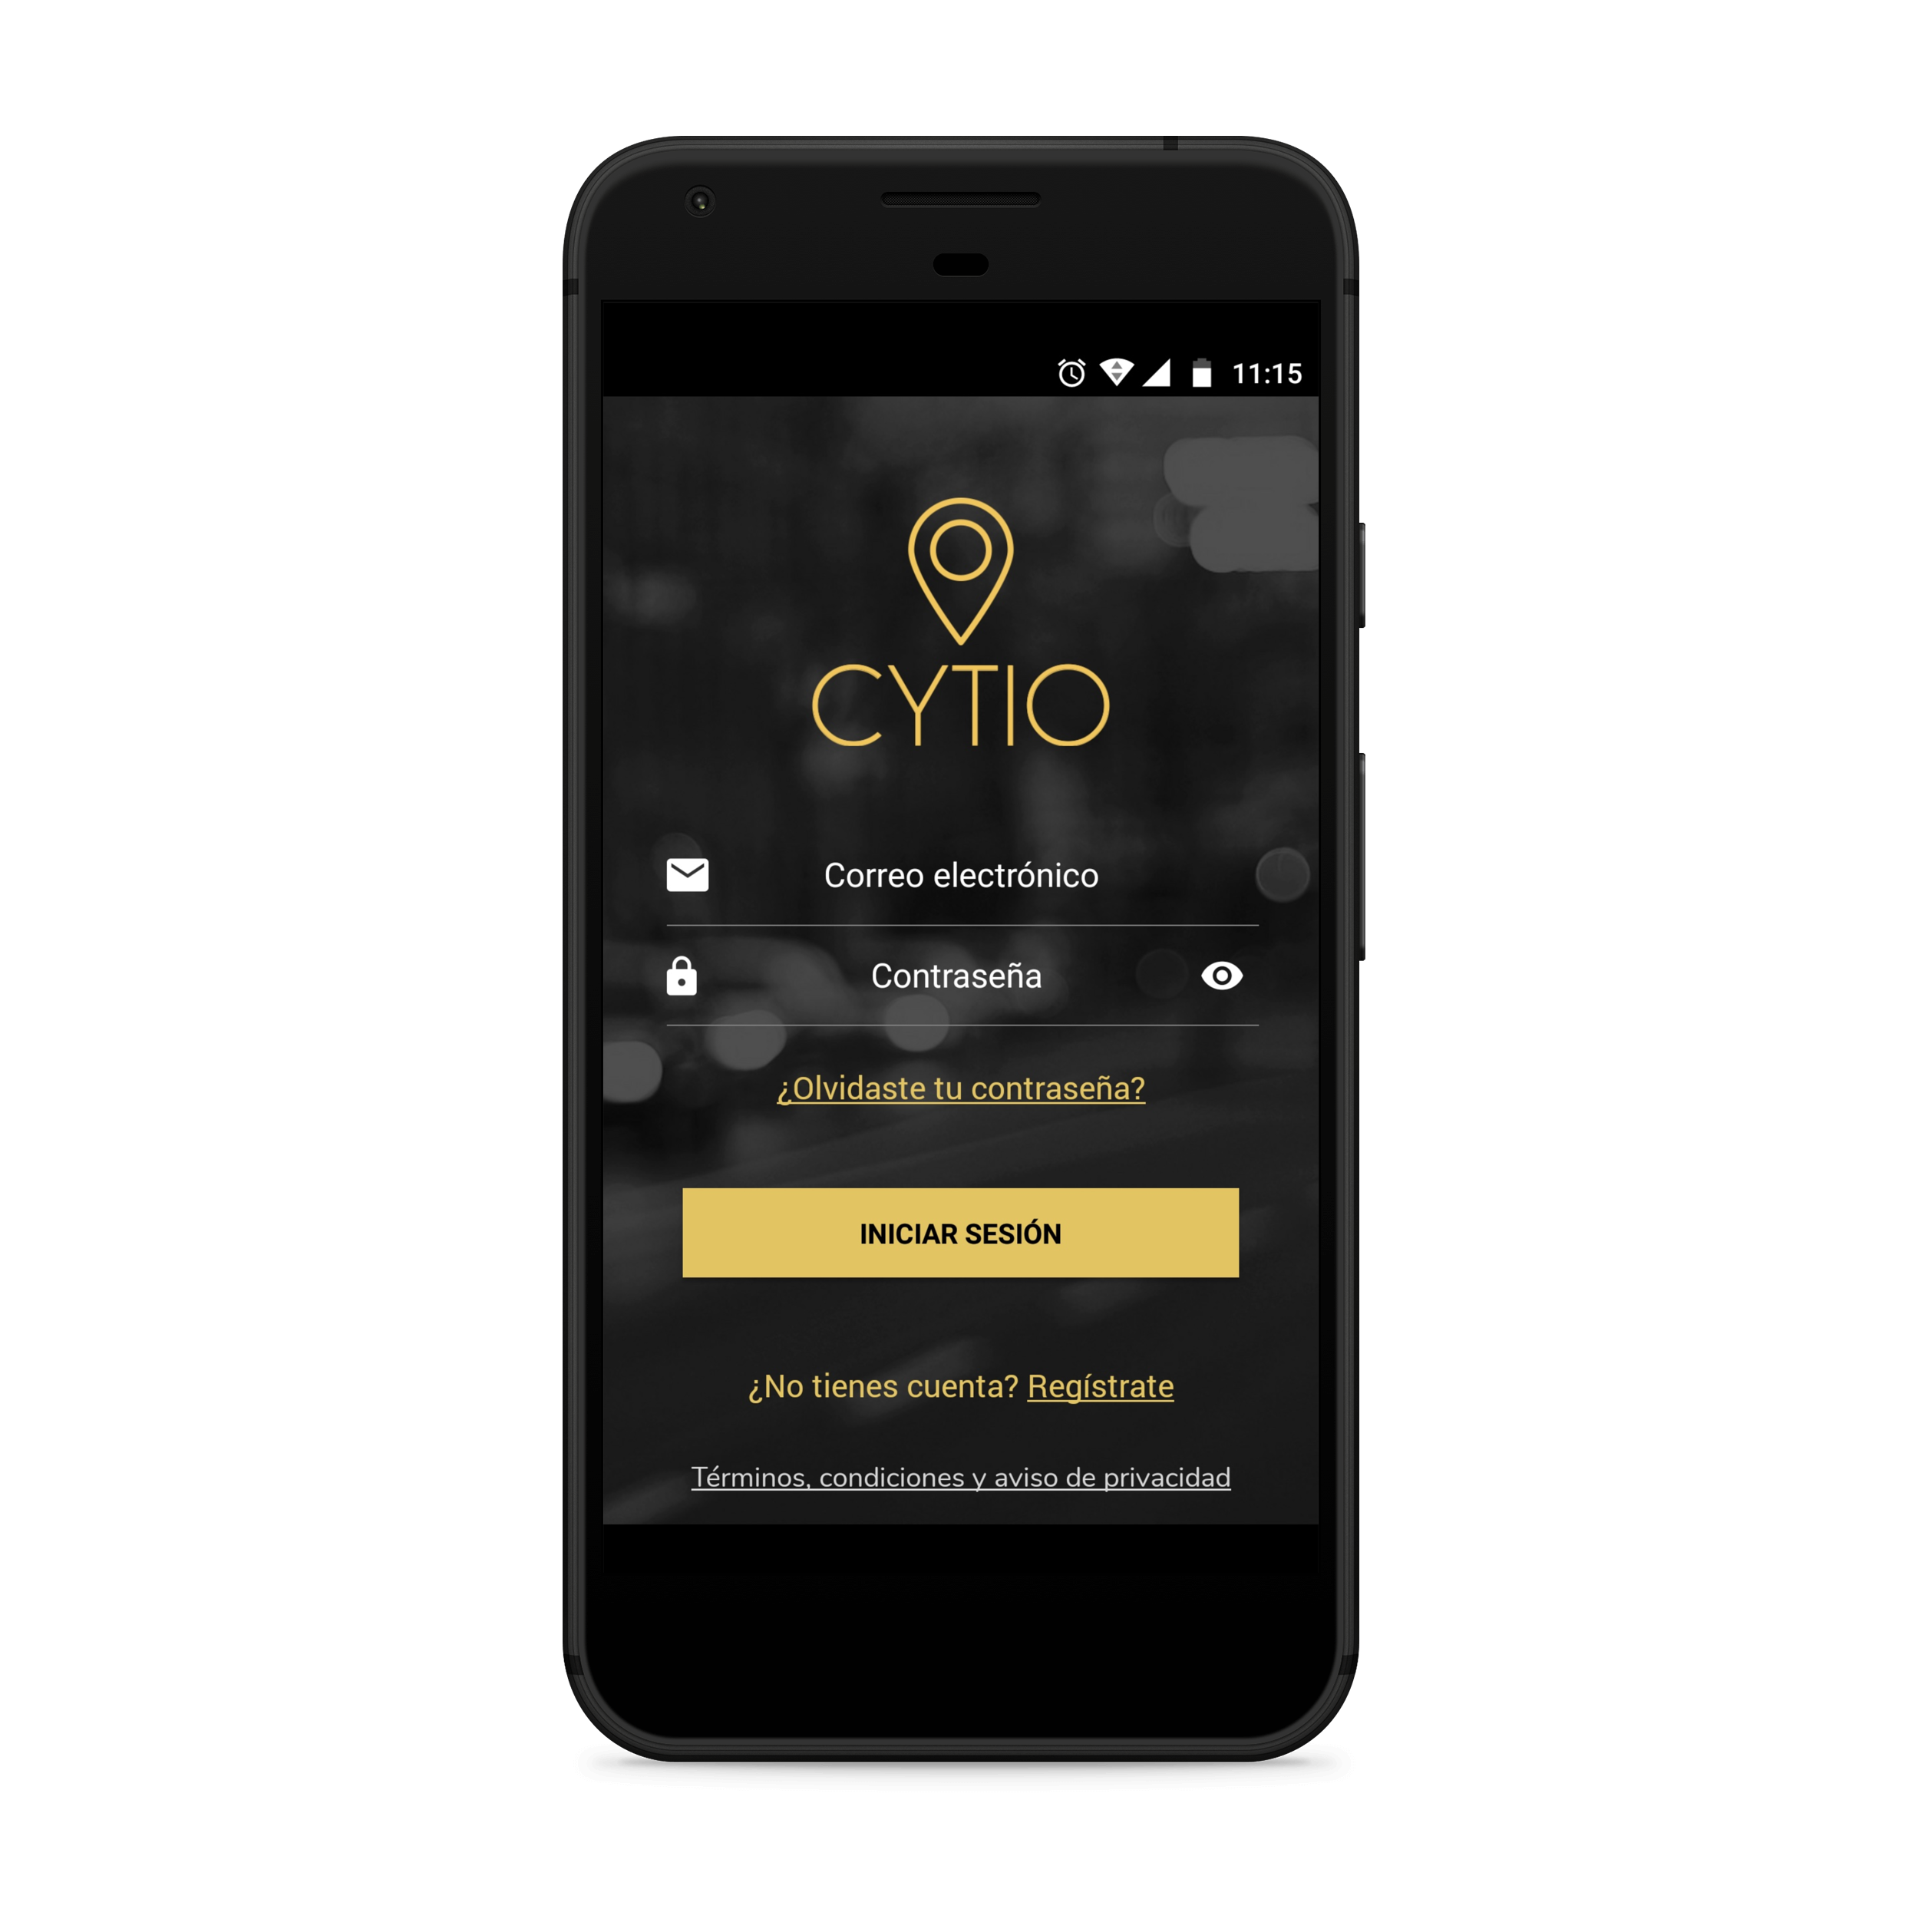 11:15
CYTIO
Correo electrónico
Contraseña
¿Olvidaste tu contraseña?
INICIAR SESIÓN
¿No tienes cuenta? Regístrate
Términos, condiciones y aviso de privacidad